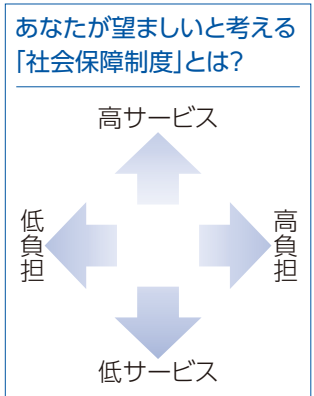 あなたが望ましいと考える
「社会保障制度」とは?
高サービス
低負担
高負担
低サービス